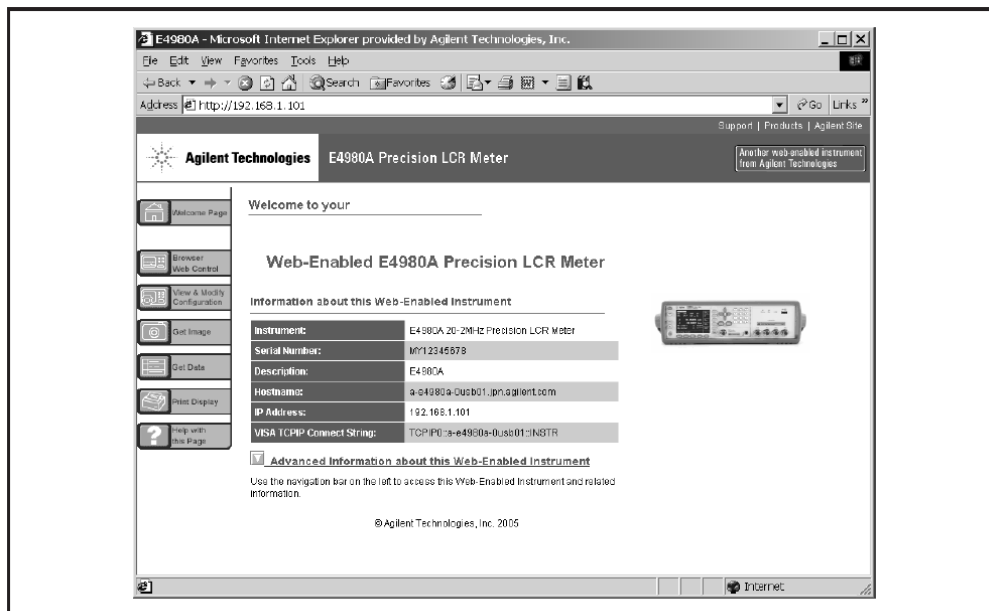 E4980A - Microsoft Internet Explorer provided by Agilent Technologies, Inc.
File Edit View Favorites Tools Help
Back Search Favorites
Address http://192.168.1.101 Go Links »
Support | Products | Agilent Site
Agilent Technologies E4980A Precision LCR Meter
Another web-enabled instrument
from Agilent Technologies
Welcome Page
Welcome to your
Browser
Web Control
Web-Enabled E4980A Precision LCR Meter
View & Modify
Configuration
Information about this Web-Enabled Instrument
Get Image
Instrument: E4980A 20-2MHz Precision LCR Meter
Serial Number: MY12345678
Get Data
Description: E4980A
Hostname: a-e4980a-0usb01.jpn.agilent.com
Print Display
IP Address: 192.168.1.101
VISA TCPIP Connect String: TCPIP0::a-e4980a-0usb01::INSTR
Help with
this Page
Advanced Information about this Web-Enabled Instrument
Use the navigation bar on the left to access this Web-Enabled Instrument and related
information.
© Agilent Technologies, Inc. 2005
Internet